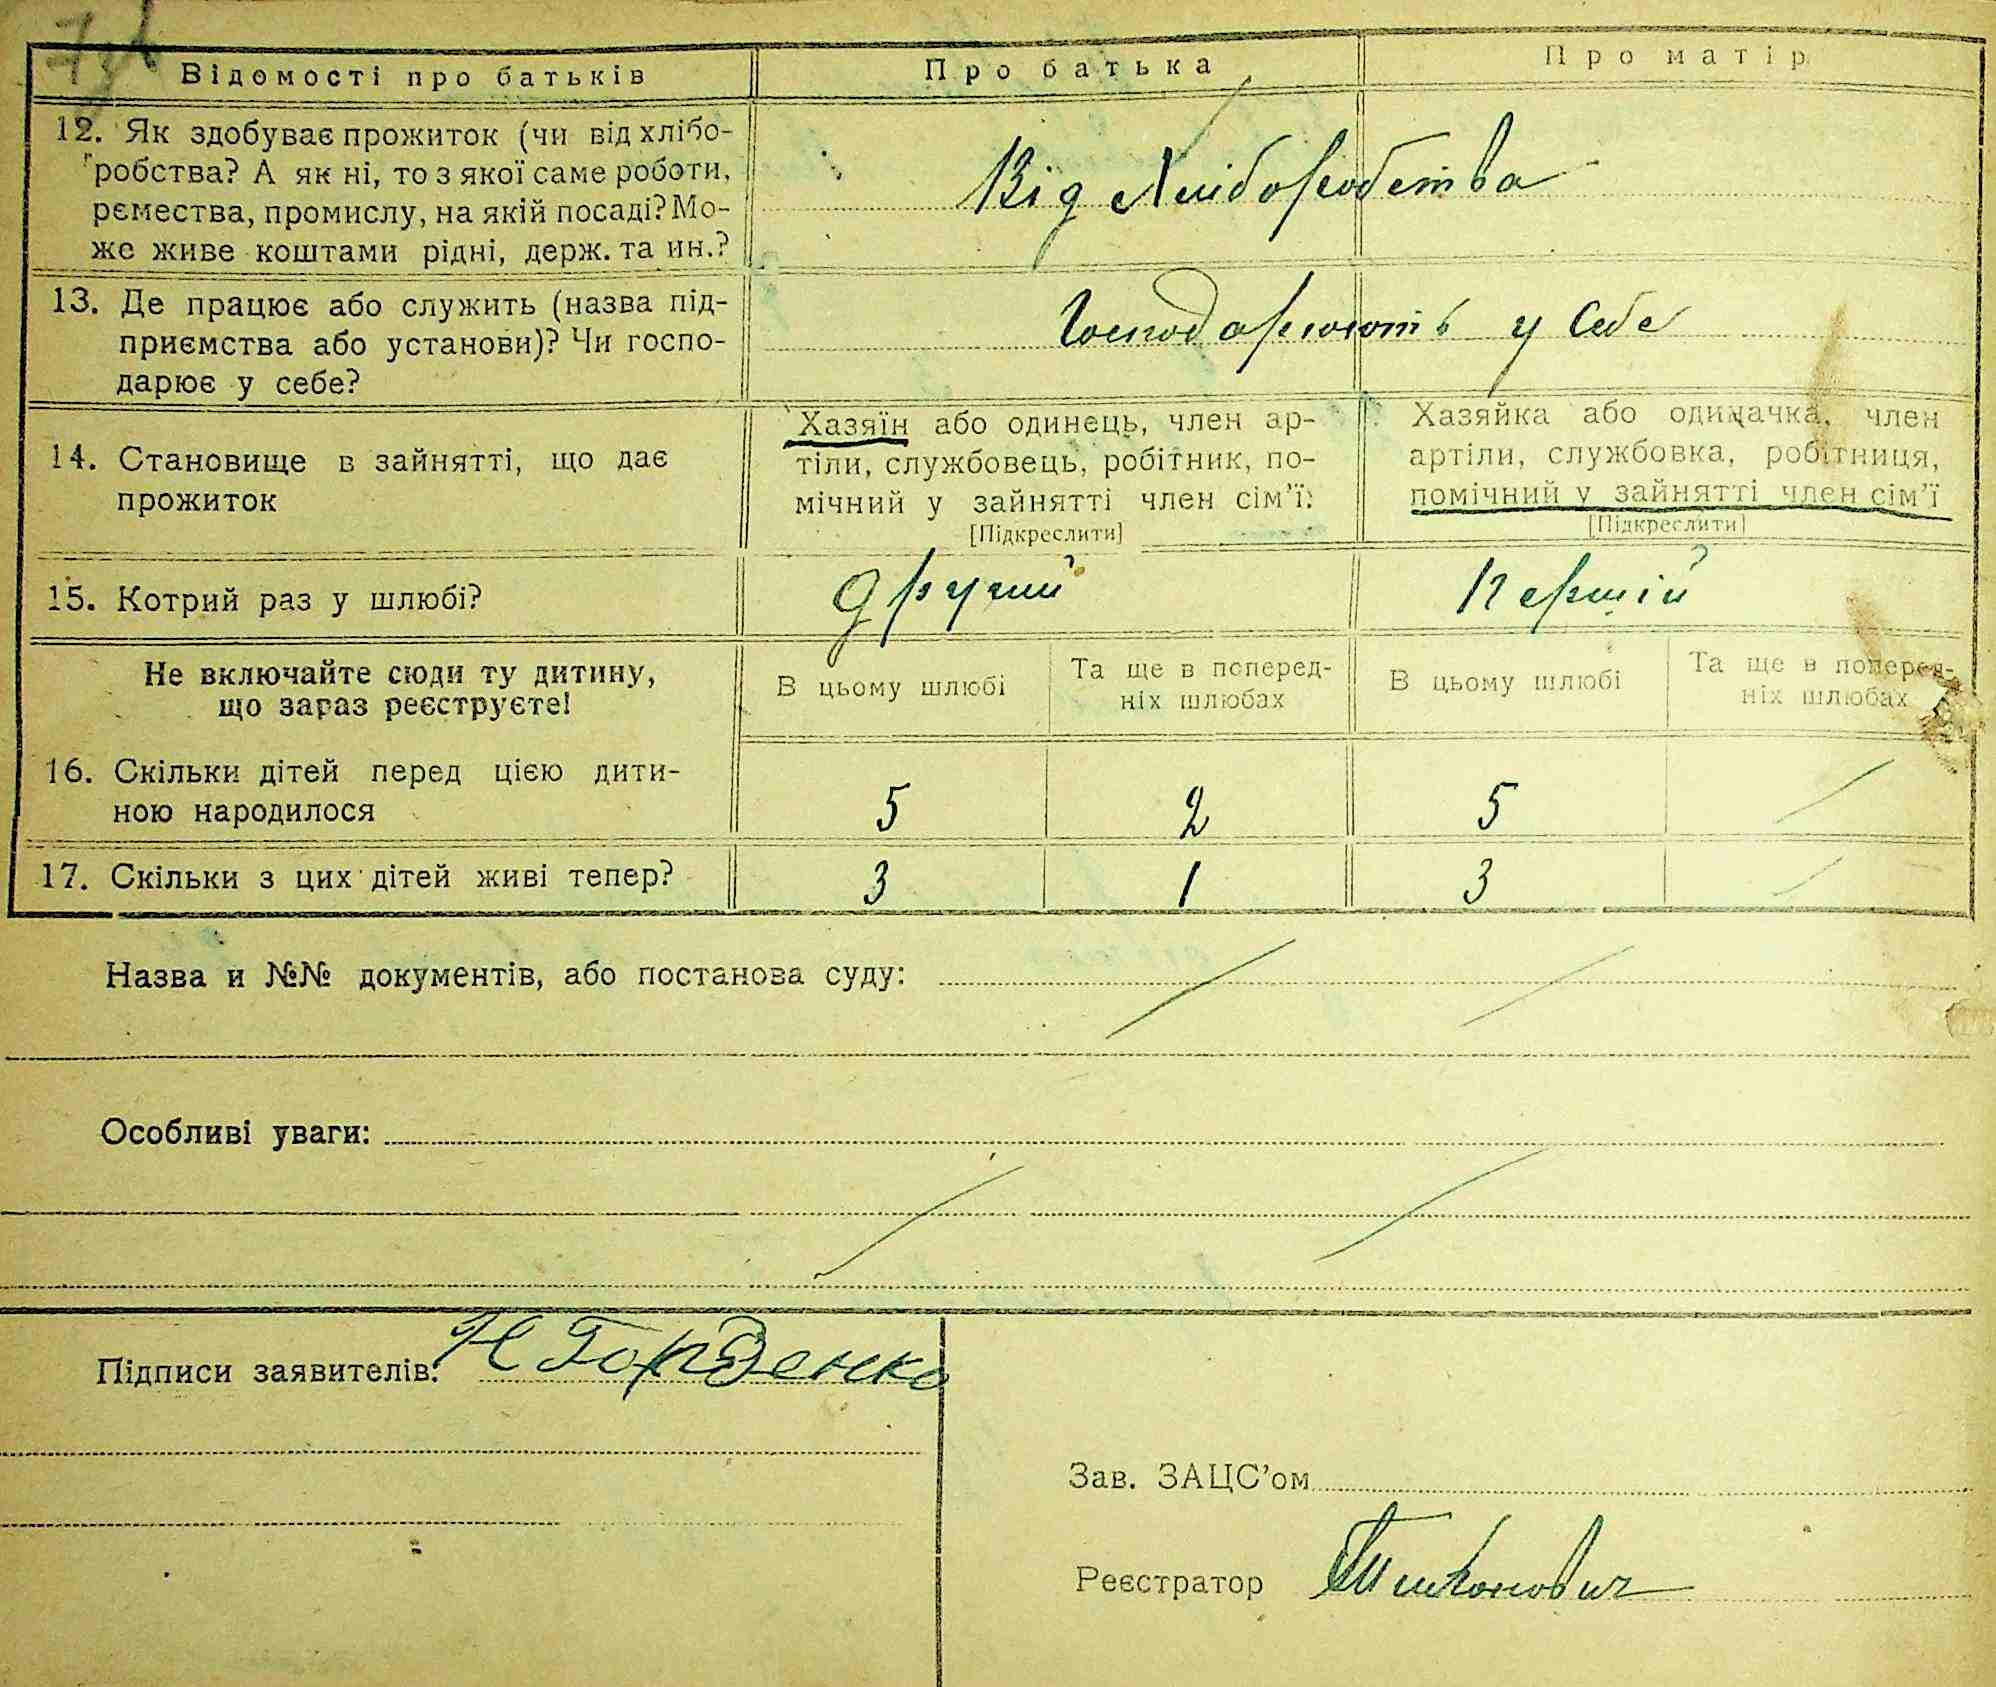 Відомості про батьків
Про батька
Про матір
12. Як здобуває прожиток (чи від хлібо-
робства? А як ні, то з якої саме роботи,
ремества, промислу, на якій посаді? Мо-
же живе коштами рідні, держ. та ин.?
Від Хліборобства
13. Де працює або служить (назва під-
приємства або установи)? Чи госпо-
дарює у себе?
Господарюють у себе
14. Становище в зайнятті, що дає
прожиток
Хазяїн або одинець, член ар-
тіли, службовець, робітник, по-
мічний у зайнятті член сім'ї.
[Підкреслити]
Хазяйка або одиначка, член
артіли, службовка, робітниця,
помічний у зайнятті член сім'ї
[Підкреслити]
15. Котрий раз у шлюбі?
другий
першій
Не включайте сюди ту дитину,
що зараз реєструєте!
В цьому шлюбі
Та ще в поперед-
ніх шлюбах
В цьому шлюбі
Та ще в поперед-
ніх шлюбах
16. Скільки дітей перед цією дити-
ною народилося
5
2
5
17. Скільки з цих дітей живі тепер?
3
1
3
Назва и №№ документів, або постанова суду:
Особливі уваги:
Підписи заявителів: Н Гордзенко
Зав. ЗАЦС'ом
Реєстратор